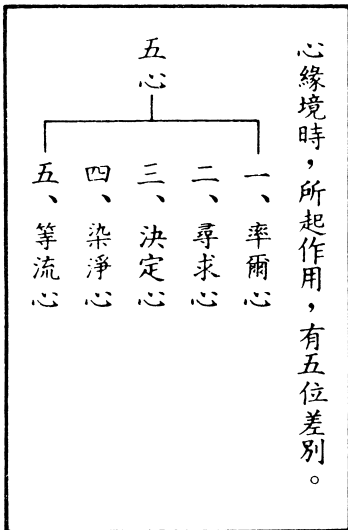 心緣境時，所起作用，有五位差別。
五心
一、率爾心
二、尋求心
三、決定心
四、染淨心
五、等流心